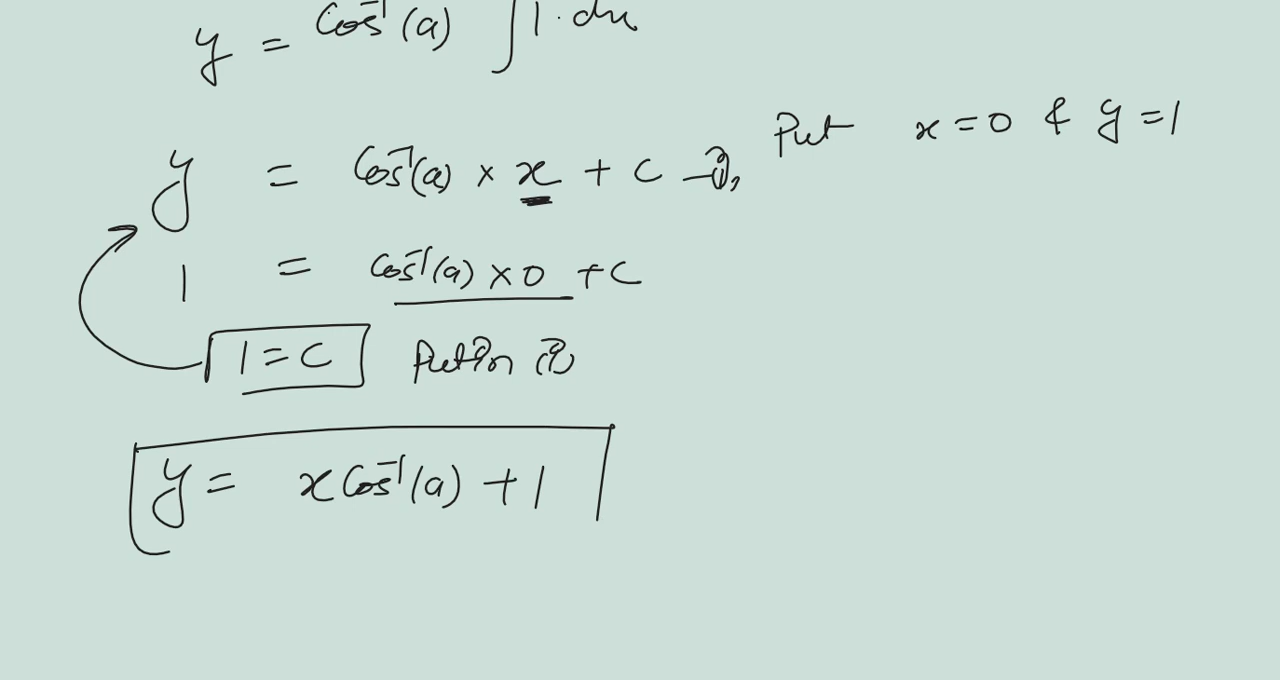 y = Cos⁻¹(a) ∫1·dx
Put x = 0 & y = 1
y = Cos⁻¹(a) × x + C – (i)
1 = Cos⁻¹(a) × 0 + C
1 = C Put in (i)
y = x Cos⁻¹(a) + 1